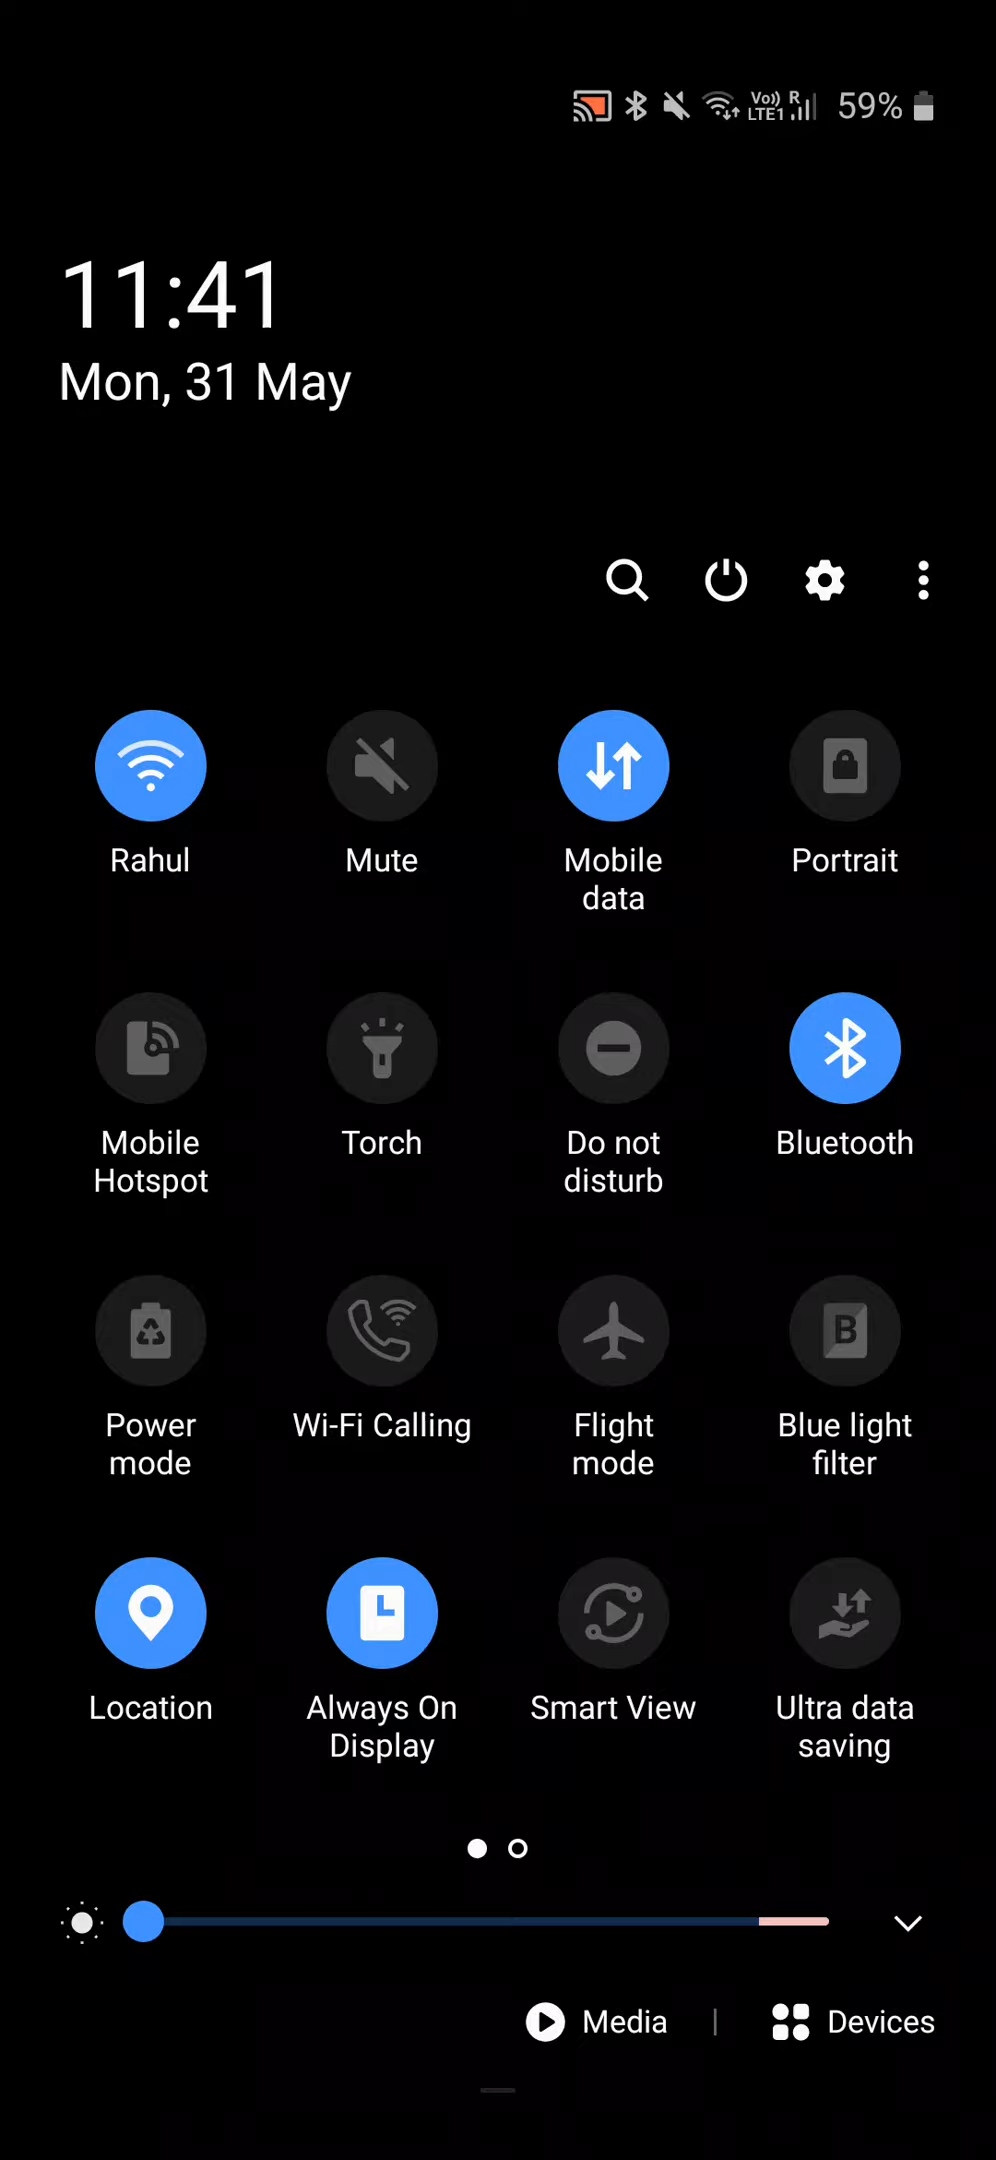 Vo)) R
LTE1
59%
11:41
Mon, 31 May
Rahul
Mute
Mobile
data
Portrait
Mobile
Hotspot
Torch
Do not
disturb
Bluetooth
Power
mode
Wi-Fi Calling
Flight
mode
B
Blue light
filter
Location
Always On
Display
Smart View
Ultra data
saving
Media | Devices